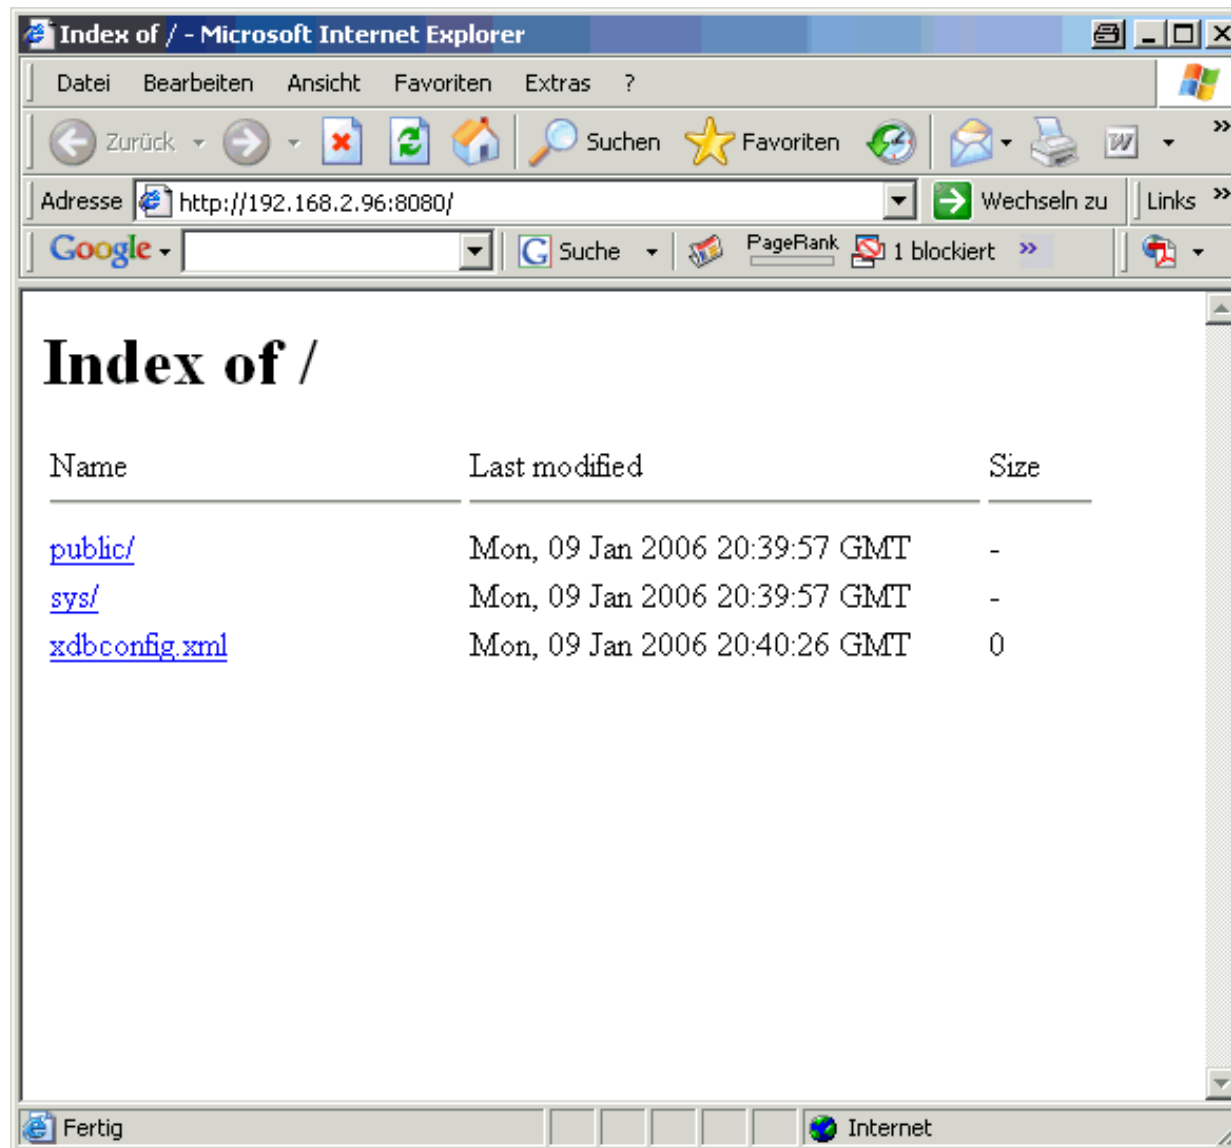 Index of / - Microsoft Internet Explorer
Datei Bearbeiten Ansicht Favoriten Extras ?
Zurück Suchen Favoriten W »
Adresse http://192.168.2.96:8080/ Wechseln zu Links »
Google G Suche PageRank 1 blockiert »
Index of /
Name Last modified Size
public/ Mon, 09 Jan 2006 20:39:57 GMT -
sys/ Mon, 09 Jan 2006 20:39:57 GMT -
xdbconfig.xml Mon, 09 Jan 2006 20:40:26 GMT 0
Fertig Internet